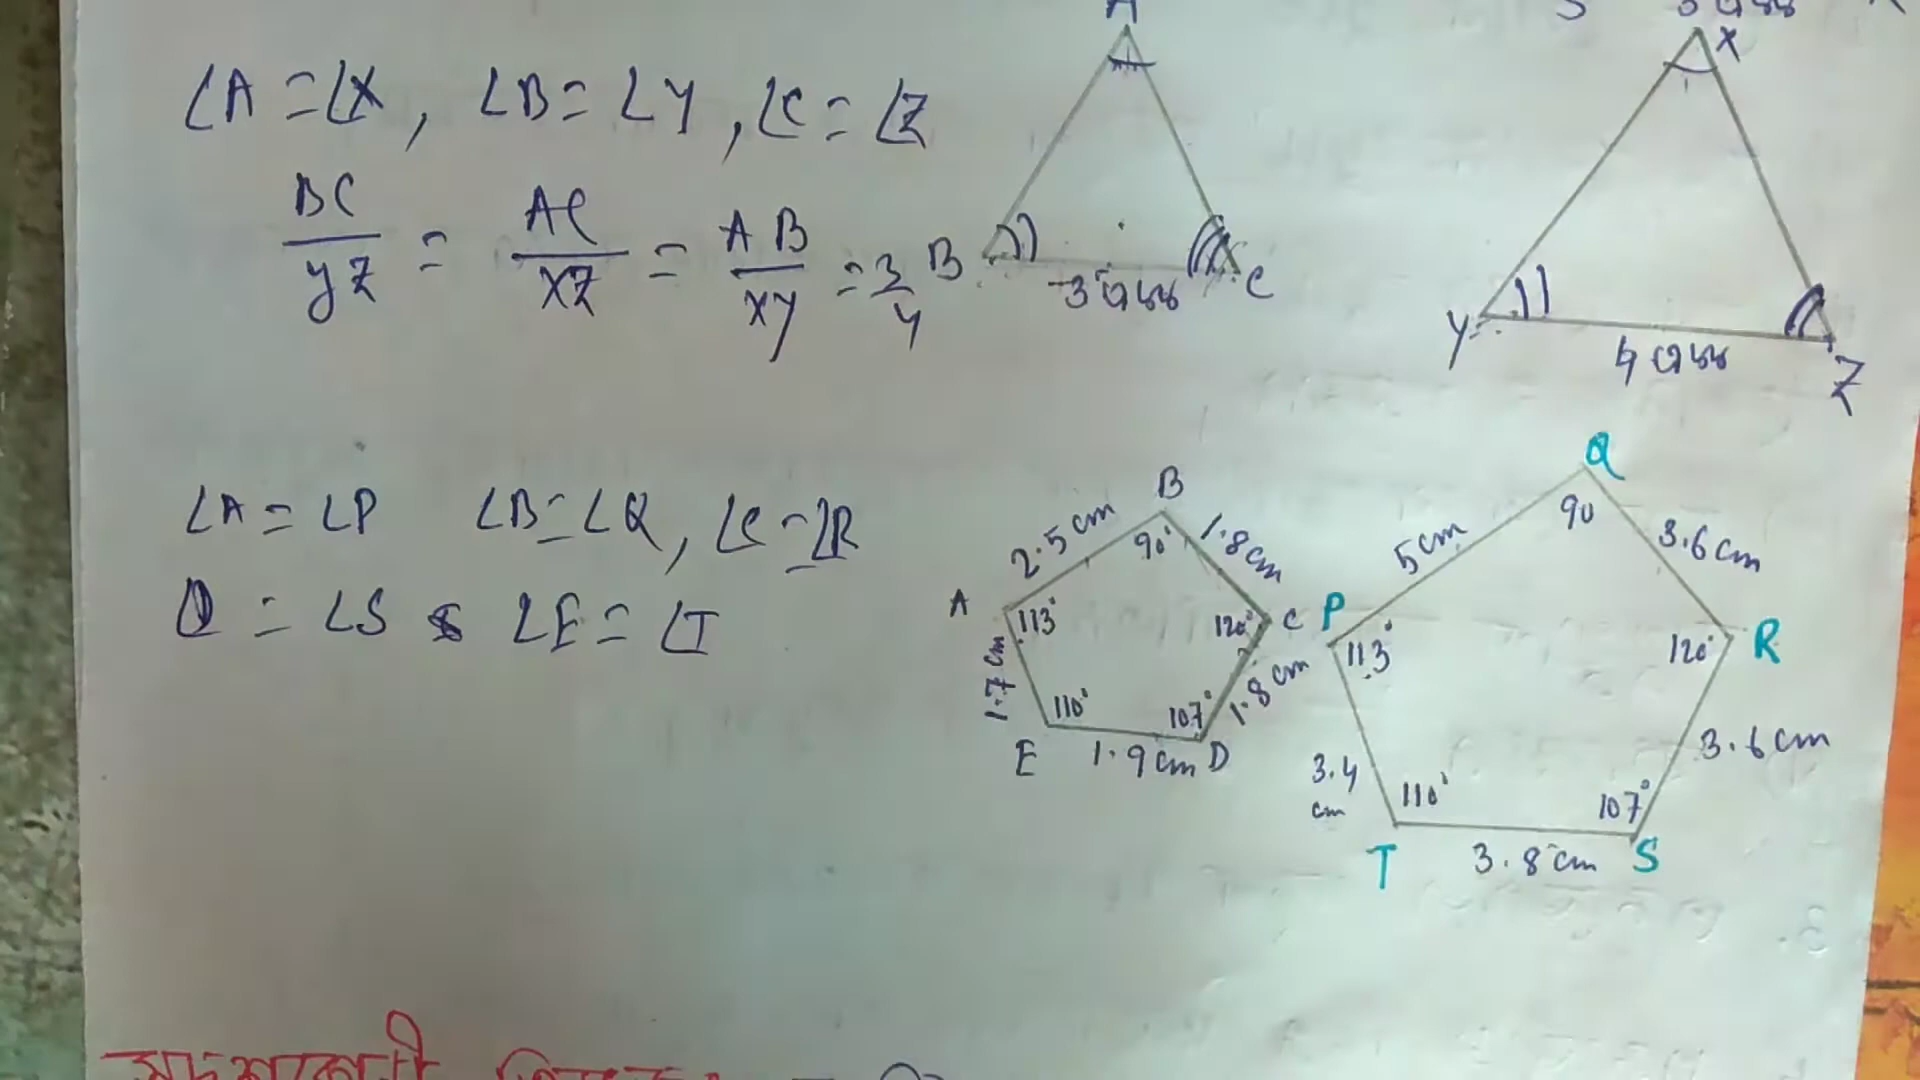 ∠A = ∠X, ∠B = ∠Y, ∠C = ∠Z
BC/YZ = AC/XZ = AB/XY = 3/4
A
B
3 সেমি
C
X
Y
4 সেমি
Z
∠A = ∠P ∠B = ∠Q, ∠C = ∠R
= ∠S ∠E = ∠T
A
B
C
D
E
2.5 cm
1.8 cm
1.8 cm
1.9 cm
1.7 cm
113°
90°
120°
107°
110°
P
Q
R
S
T
5 cm
3.6 cm
3.6 cm
3.8 cm
3.4 cm
113°
90
120°
107°
110°